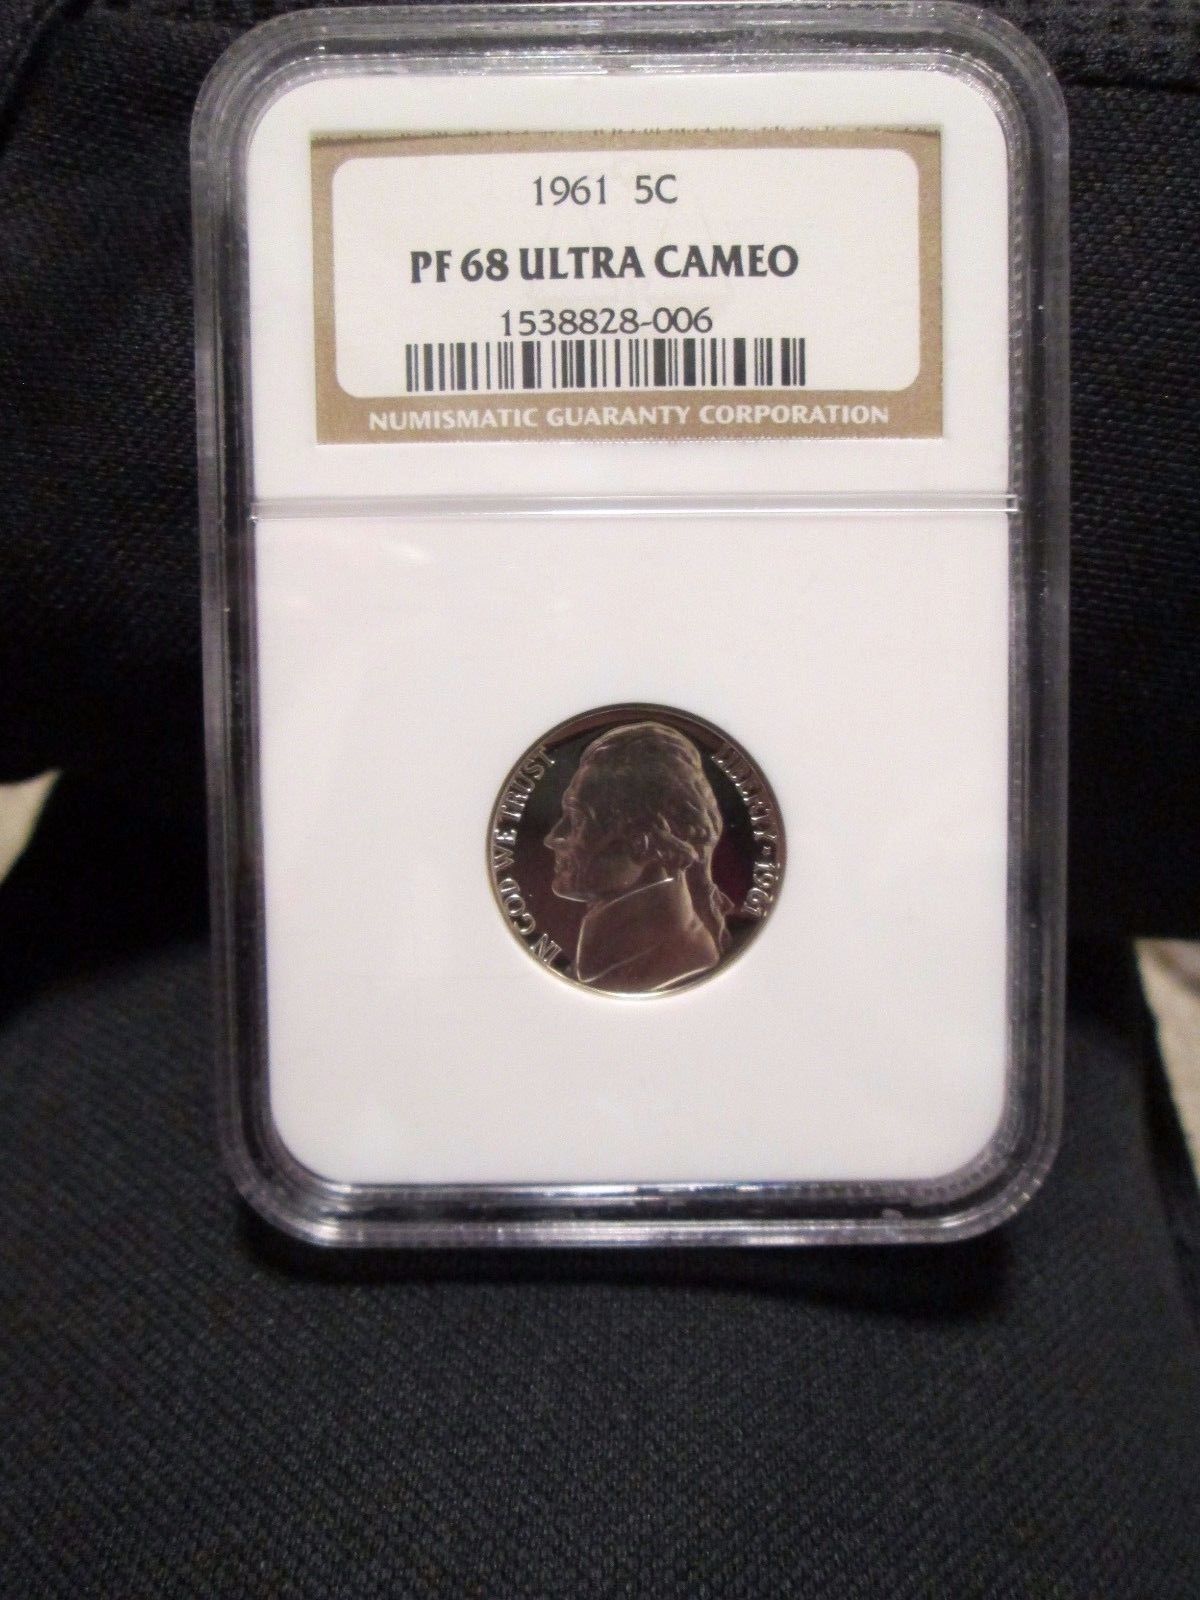 1961 5C
PF 68 ULTRA CAMEO
1538828-006
NUMISMATIC GUARANTY CORPORATION
IN GOD WE TRUST
LIBERTY 1961